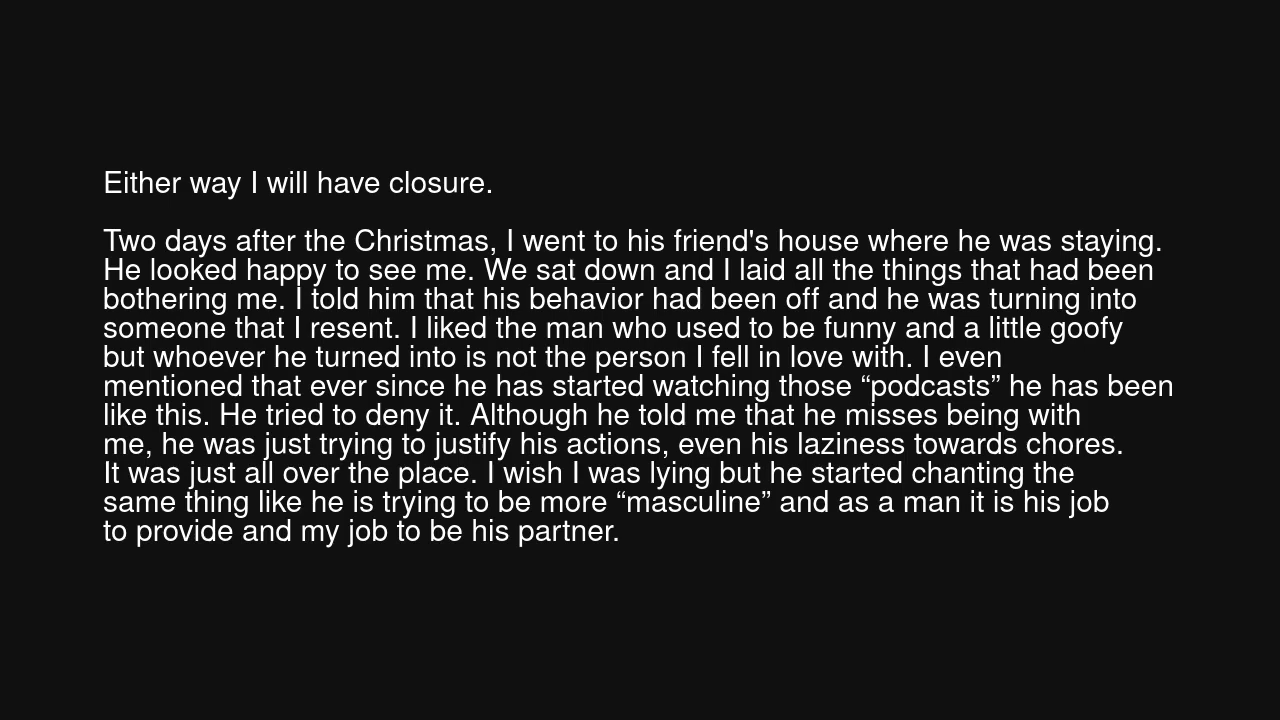 Either way I will have closure.
Two days after the Christmas, I went to his friend's house where he was staying.
He looked happy to see me. We sat down and I laid all the things that had been
bothering me. I told him that his behavior had been off and he was turning into
someone that I resent. I liked the man who used to be funny and a little goofy
but whoever he turned into is not the person I fell in love with. I even
mentioned that ever since he has started watching those “podcasts” he has been
like this. He tried to deny it. Although he told me that he misses being with
me, he was just trying to justify his actions, even his laziness towards chores.
It was just all over the place. I wish I was lying but he started chanting the
same thing like he is trying to be more “masculine” and as a man it is his job
to provide and my job to be his partner.